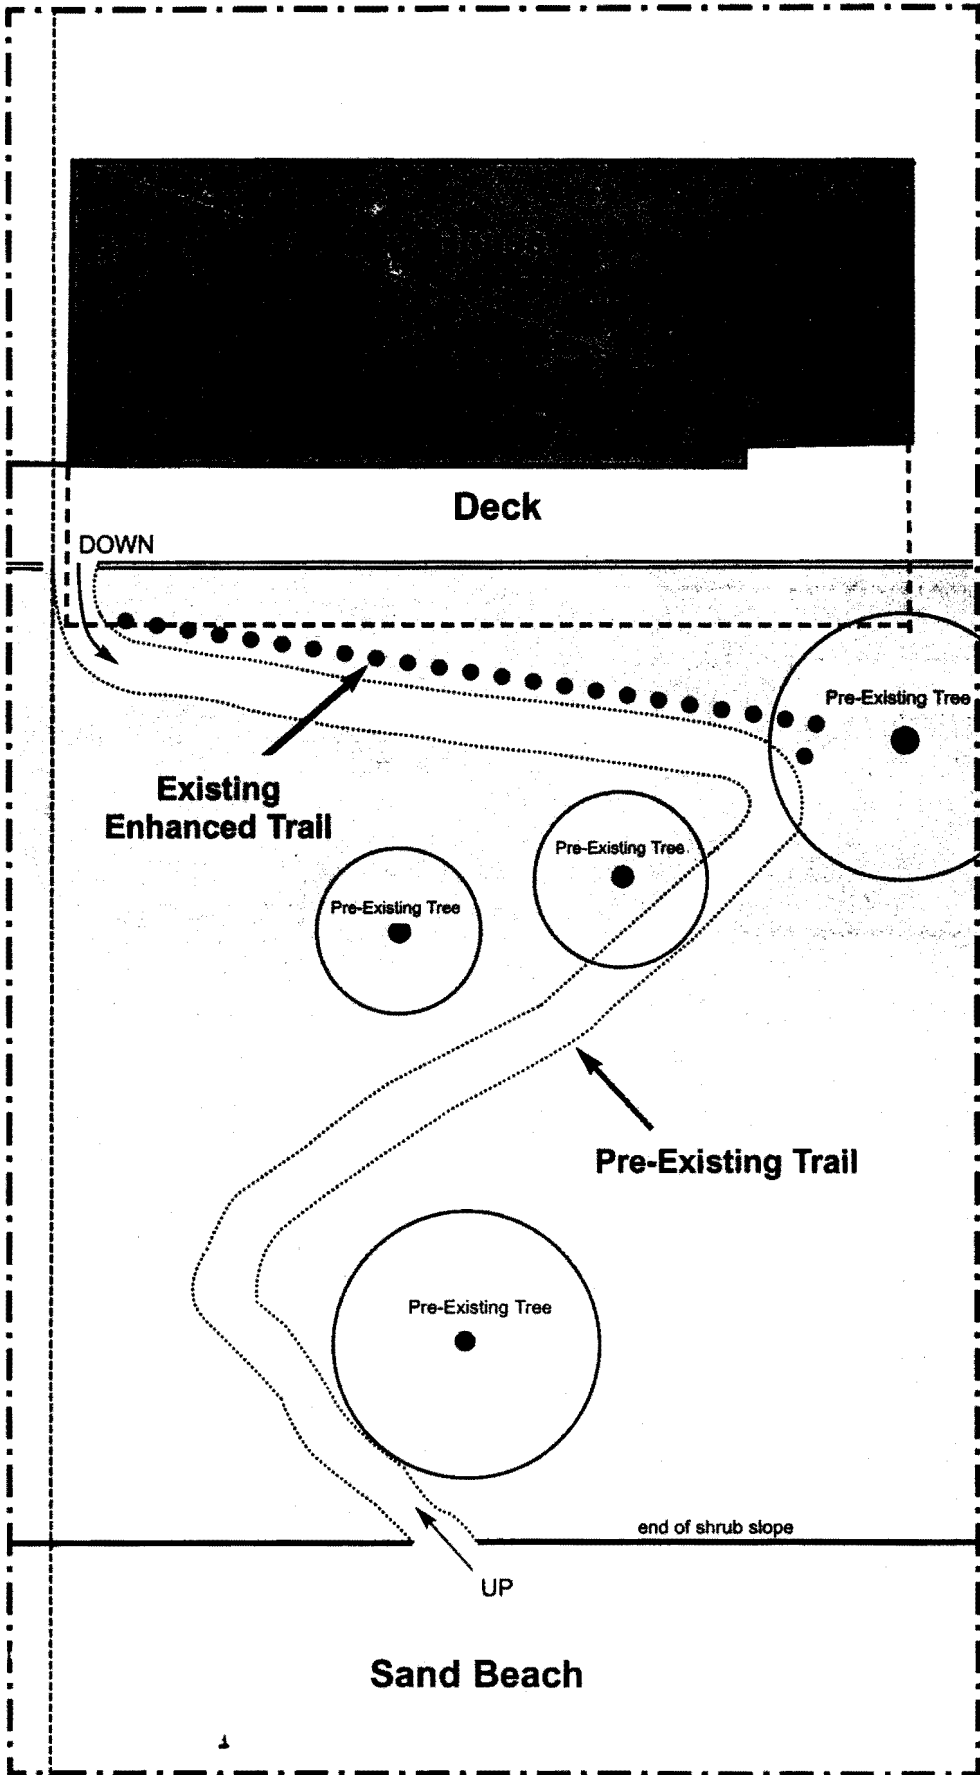 Deck
DOWN
Pre-Existing Tree
Existing
Enhanced Trail
Pre-Existing Tree
Pre-Existing Tree
Pre-Existing Trail
Pre-Existing Tree
end of shrub slope
UP
Sand Beach